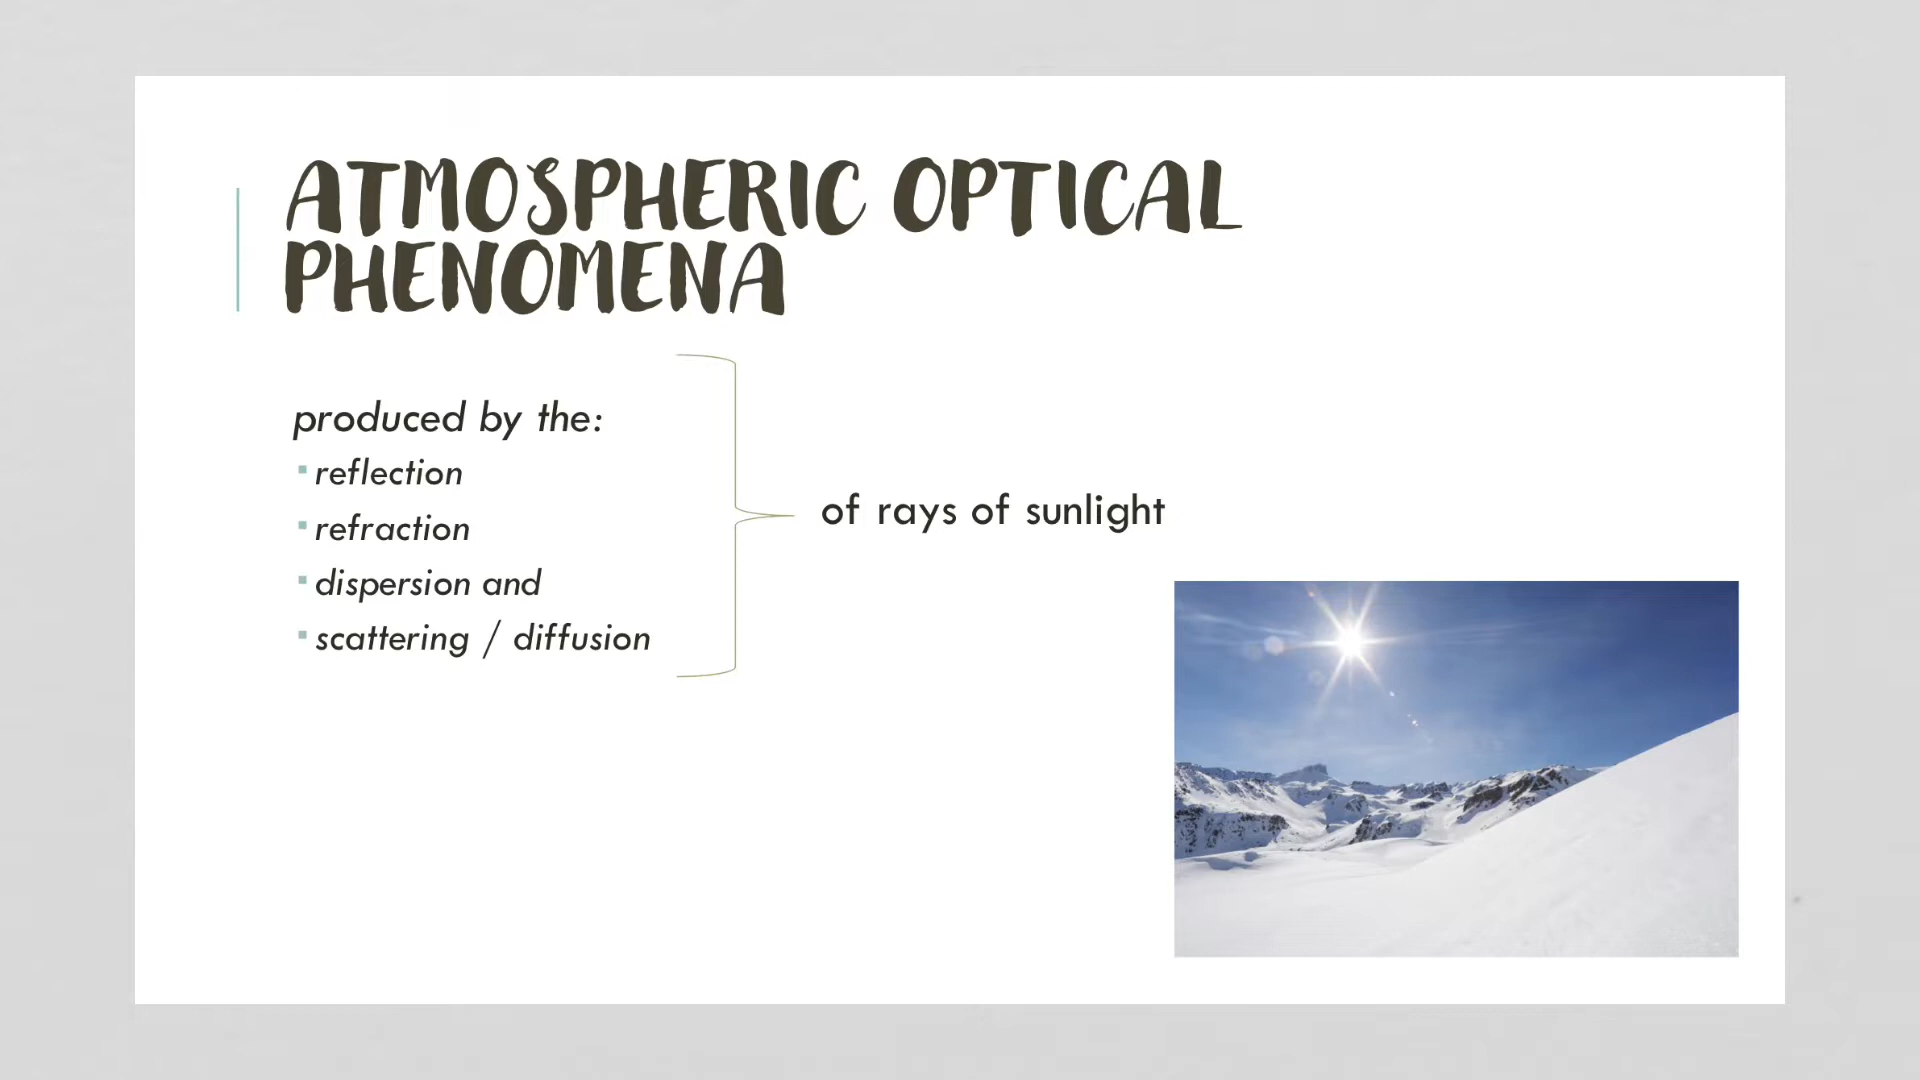 ATMOSPHERIC OPTICAL
PHENOMENA
produced by the:
reflection
refraction
dispersion and
scattering / diffusion
of rays of sunlight